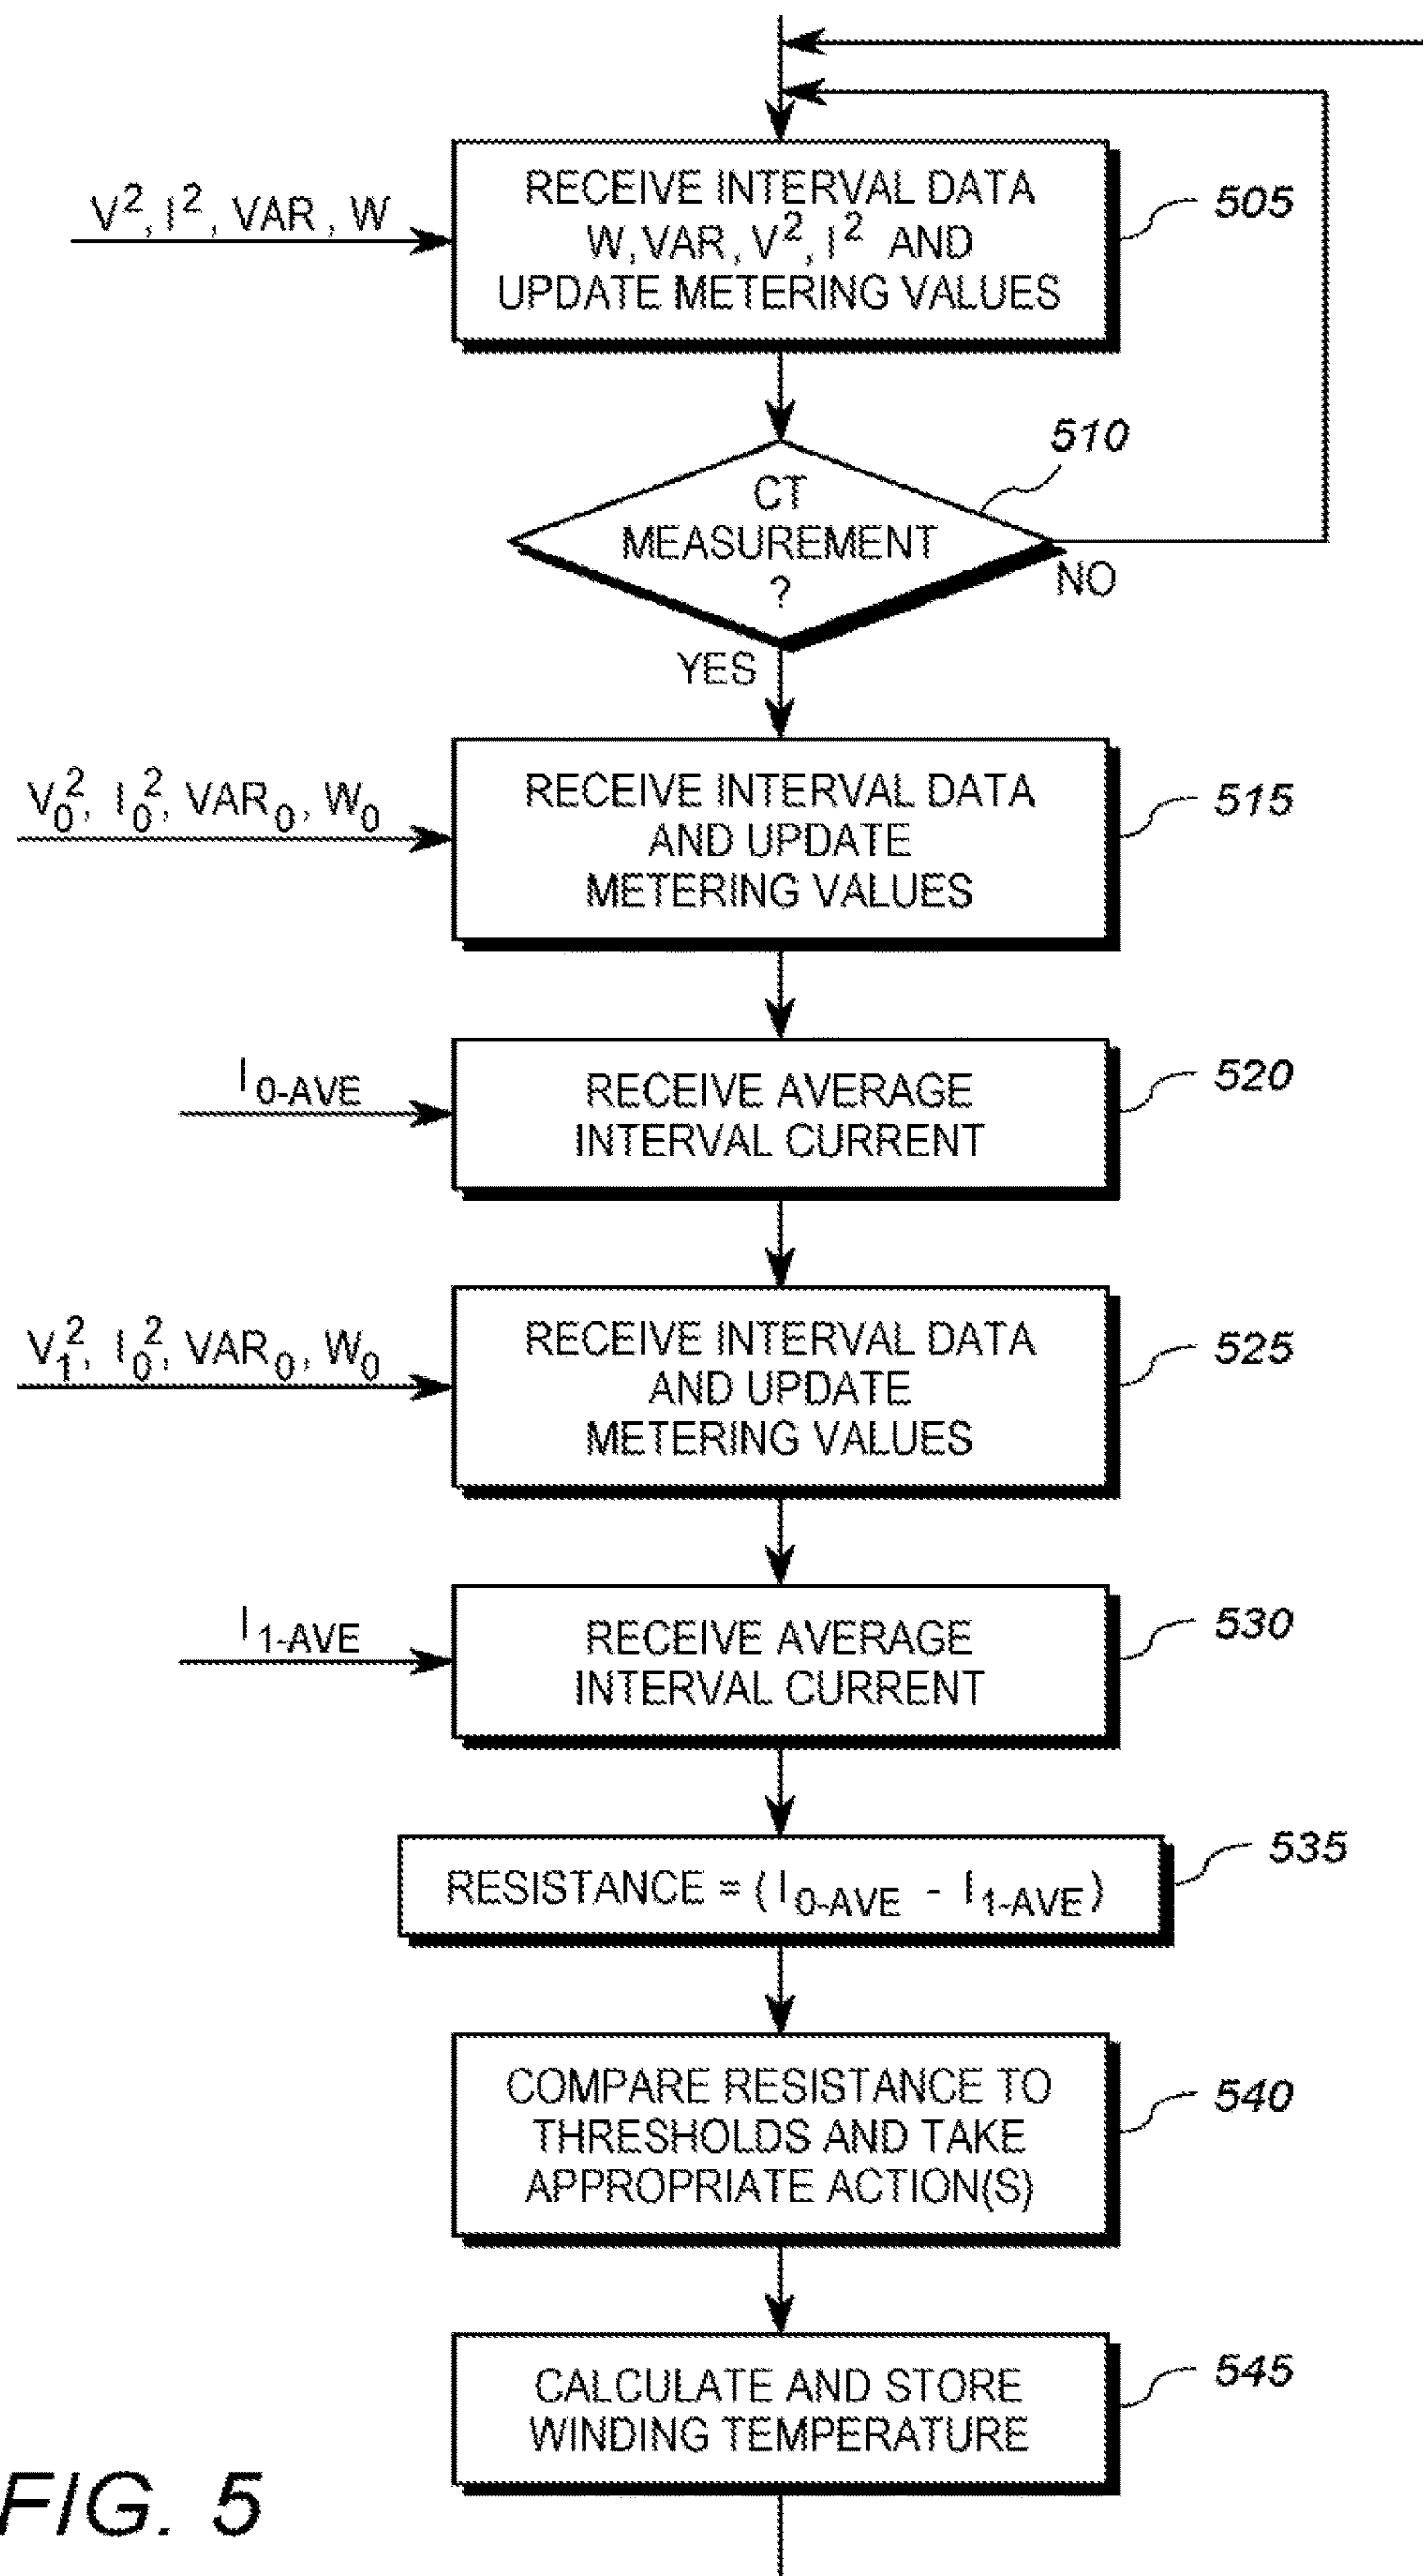 V², I², VAR, W
RECEIVE INTERVAL DATA
W, VAR, V², I² AND
UPDATE METERING VALUES
505
510
CT
MEASUREMENT
?
NO
YES
V₀², I₀², VAR₀, W₀
RECEIVE INTERVAL DATA
AND UPDATE
METERING VALUES
515
I 0-AVE
RECEIVE AVERAGE
INTERVAL CURRENT
520
V₁², I₀², VAR₀, W₀
RECEIVE INTERVAL DATA
AND UPDATE
METERING VALUES
525
I 1-AVE
RECEIVE AVERAGE
INTERVAL CURRENT
530
RESISTANCE = (I 0-AVE - I 1-AVE)
535
COMPARE RESISTANCE TO
THRESHOLDS AND TAKE
APPROPRIATE ACTION(S)
540
CALCULATE AND STORE
WINDING TEMPERATURE
545
FIG. 5